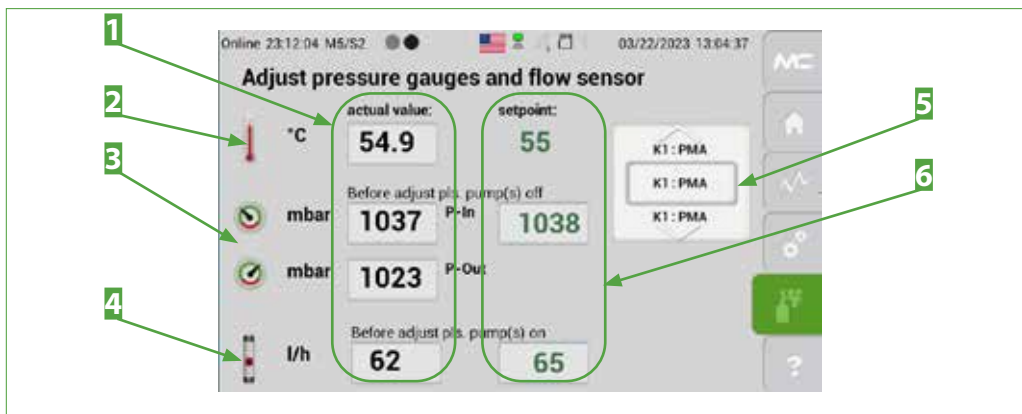 1
Online 23:12:04 M5/S2 03/22/2023 13:04:37
MC
Adjust pressure gauges and flow sensor
2
actual value: setpoint:
5
°C 54.9 55
K1:PMA
3
K1:PMA
6
Before adjust pls. pump(s) off
mbar 1037 P-In 1038
K1:PMA
mbar 1023 P-Out
4
Before adjust pls. pump(s) on
l/h 62 65
?